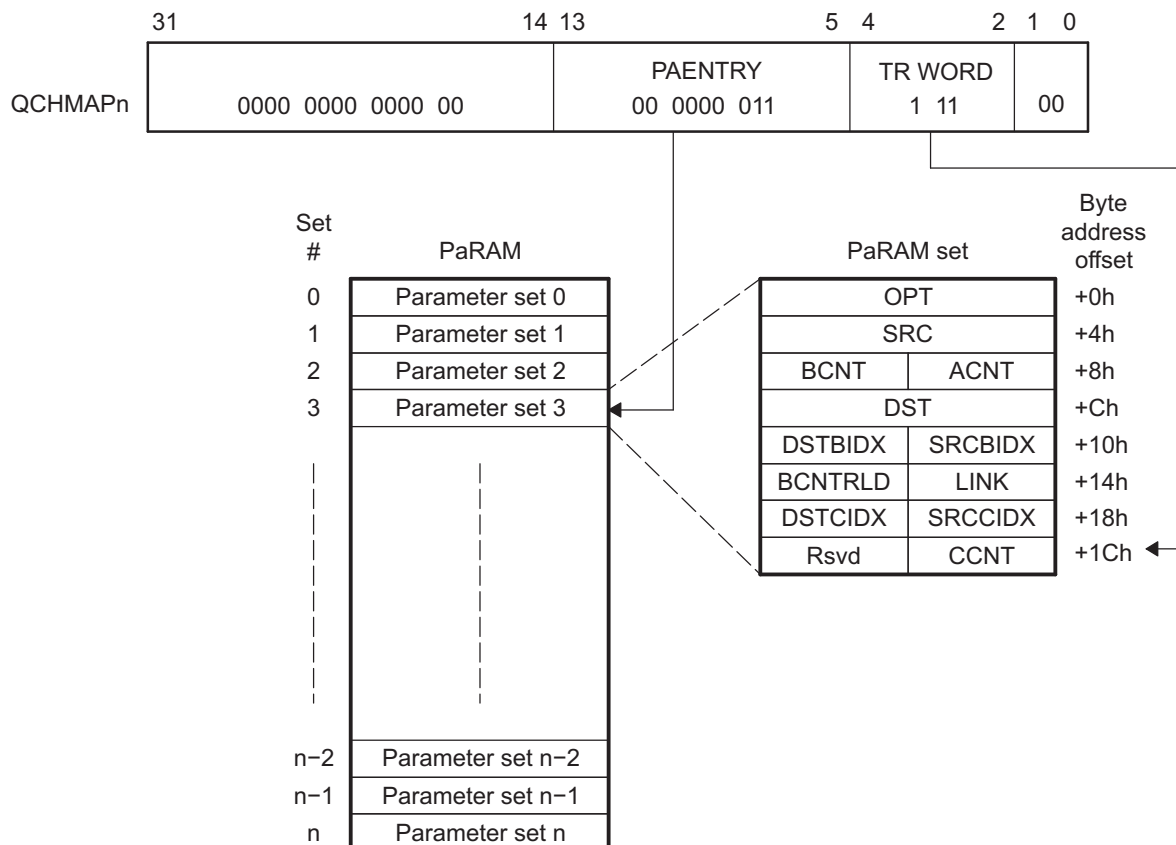 31 14 13 5 4 2 1 0
PAENTRY TR WORD
QCHMAPn 0000 0000 0000 00 00 0000 011 1 11 00
Set
#
PaRAM
0 Parameter set 0
1 Parameter set 1
2 Parameter set 2
3 Parameter set 3
n−2 Parameter set n−2
n−1 Parameter set n−1
n Parameter set n
PaRAM set
Byte
address
offset
OPT +0h
SRC +4h
BCNT ACNT +8h
DST +Ch
DSTBIDX SRCBIDX +10h
BCNTRLD LINK +14h
DSTCIDX SRCCIDX +18h
Rsvd CCNT +1Ch